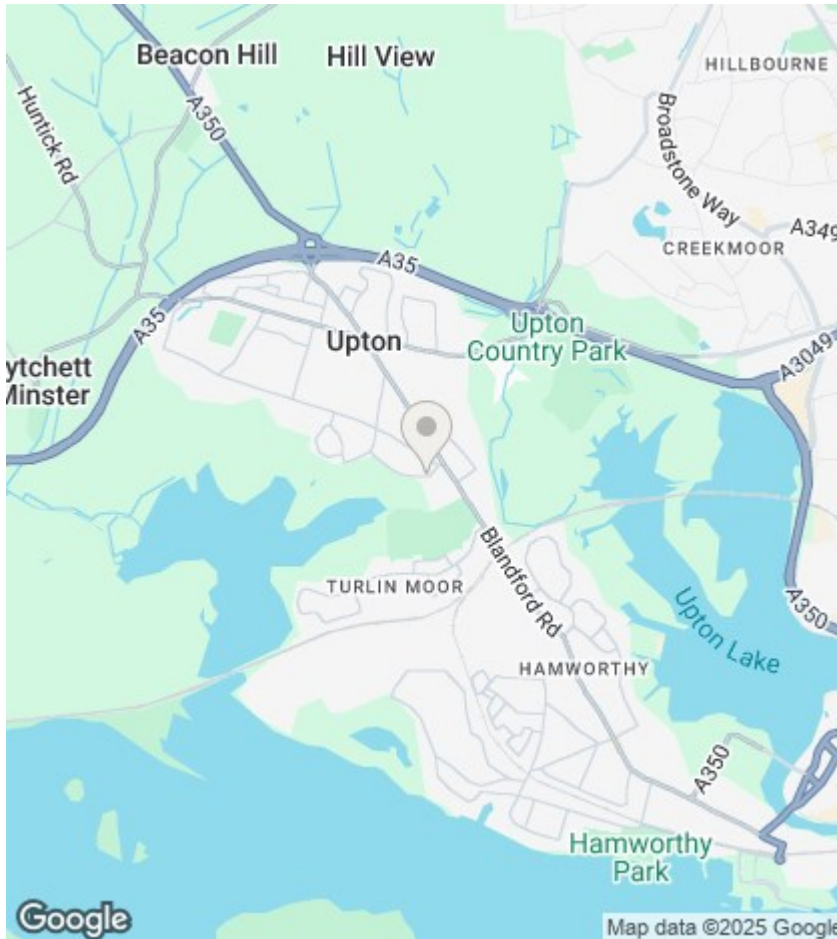 Beacon Hill
Hill View
HILLBOURNE
Huntick Rd
A350
Broadstone Way
A349
CREEKMOOR
A35
A35
Upton
Upton
Country Park
A3049
ytchett
Minster
Blandford Rd
TURLIN MOOR
A350
Upton Lake
HAMWORTHY
A350
Hamworthy
Park
Google
Map data ©2025 Google